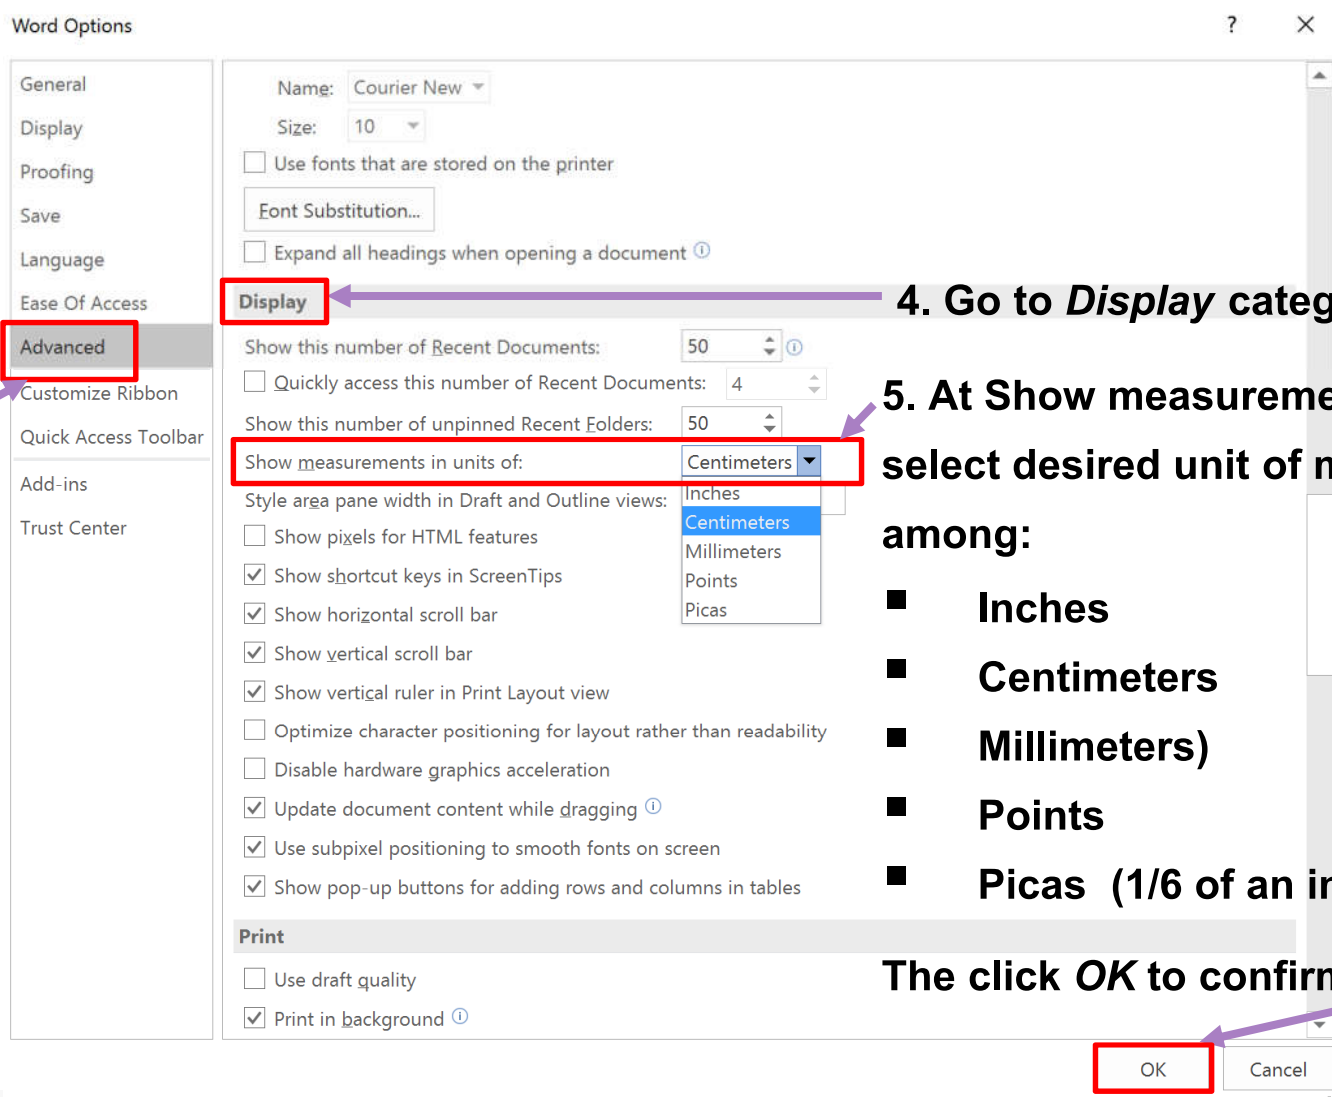 Word Options
?
General
Display
Proofing
Save
Language
Ease Of Access
Advanced
Customize Ribbon
Quick Access Toolbar
Add-ins
Trust Center
Name: Courier New
Size: 10
Use fonts that are stored on the printer
Font Substitution...
Expand all headings when opening a document
Display
Show this number of Recent Documents: 50
Quickly access this number of Recent Documents: 4
Show this number of unpinned Recent Folders: 50
Show measurements in units of: Centimeters
Inches
Centimeters
Millimeters
Points
Picas
Style area pane width in Draft and Outline views:
Show pixels for HTML features
Show shortcut keys in ScreenTips
Show horizontal scroll bar
Show vertical scroll bar
Show vertical ruler in Print Layout view
Optimize character positioning for layout rather than readability
Disable hardware graphics acceleration
Update document content while dragging
Use subpixel positioning to smooth fonts on screen
Show pop-up buttons for adding rows and columns in tables
Print
Use draft quality
Print in background
OK
Cancel
4. Go to Display
5. At Show
select desired unit of
among:
Inches
Centimeters
Millimeters)
Points
Picas (1/6 of an
The click OK to